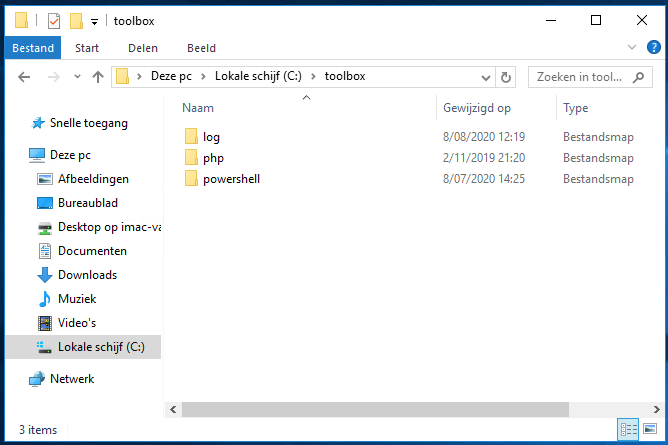 toolbox
Bestand Start Delen Beeld
Deze pc Lokale schijf (C:) toolbox
Zoeken in tool...
Naam Gewijzigd op Type
Snelle toegang
Deze pc
Afbeeldingen
Bureaublad
Desktop op imac-va
Documenten
Downloads
Muziek
Video's
Lokale schijf (C:)
Netwerk
log 8/08/2020 12:19 Bestandsmap
php 2/11/2019 21:20 Bestandsmap
powershell 8/07/2020 14:25 Bestandsmap
3 items